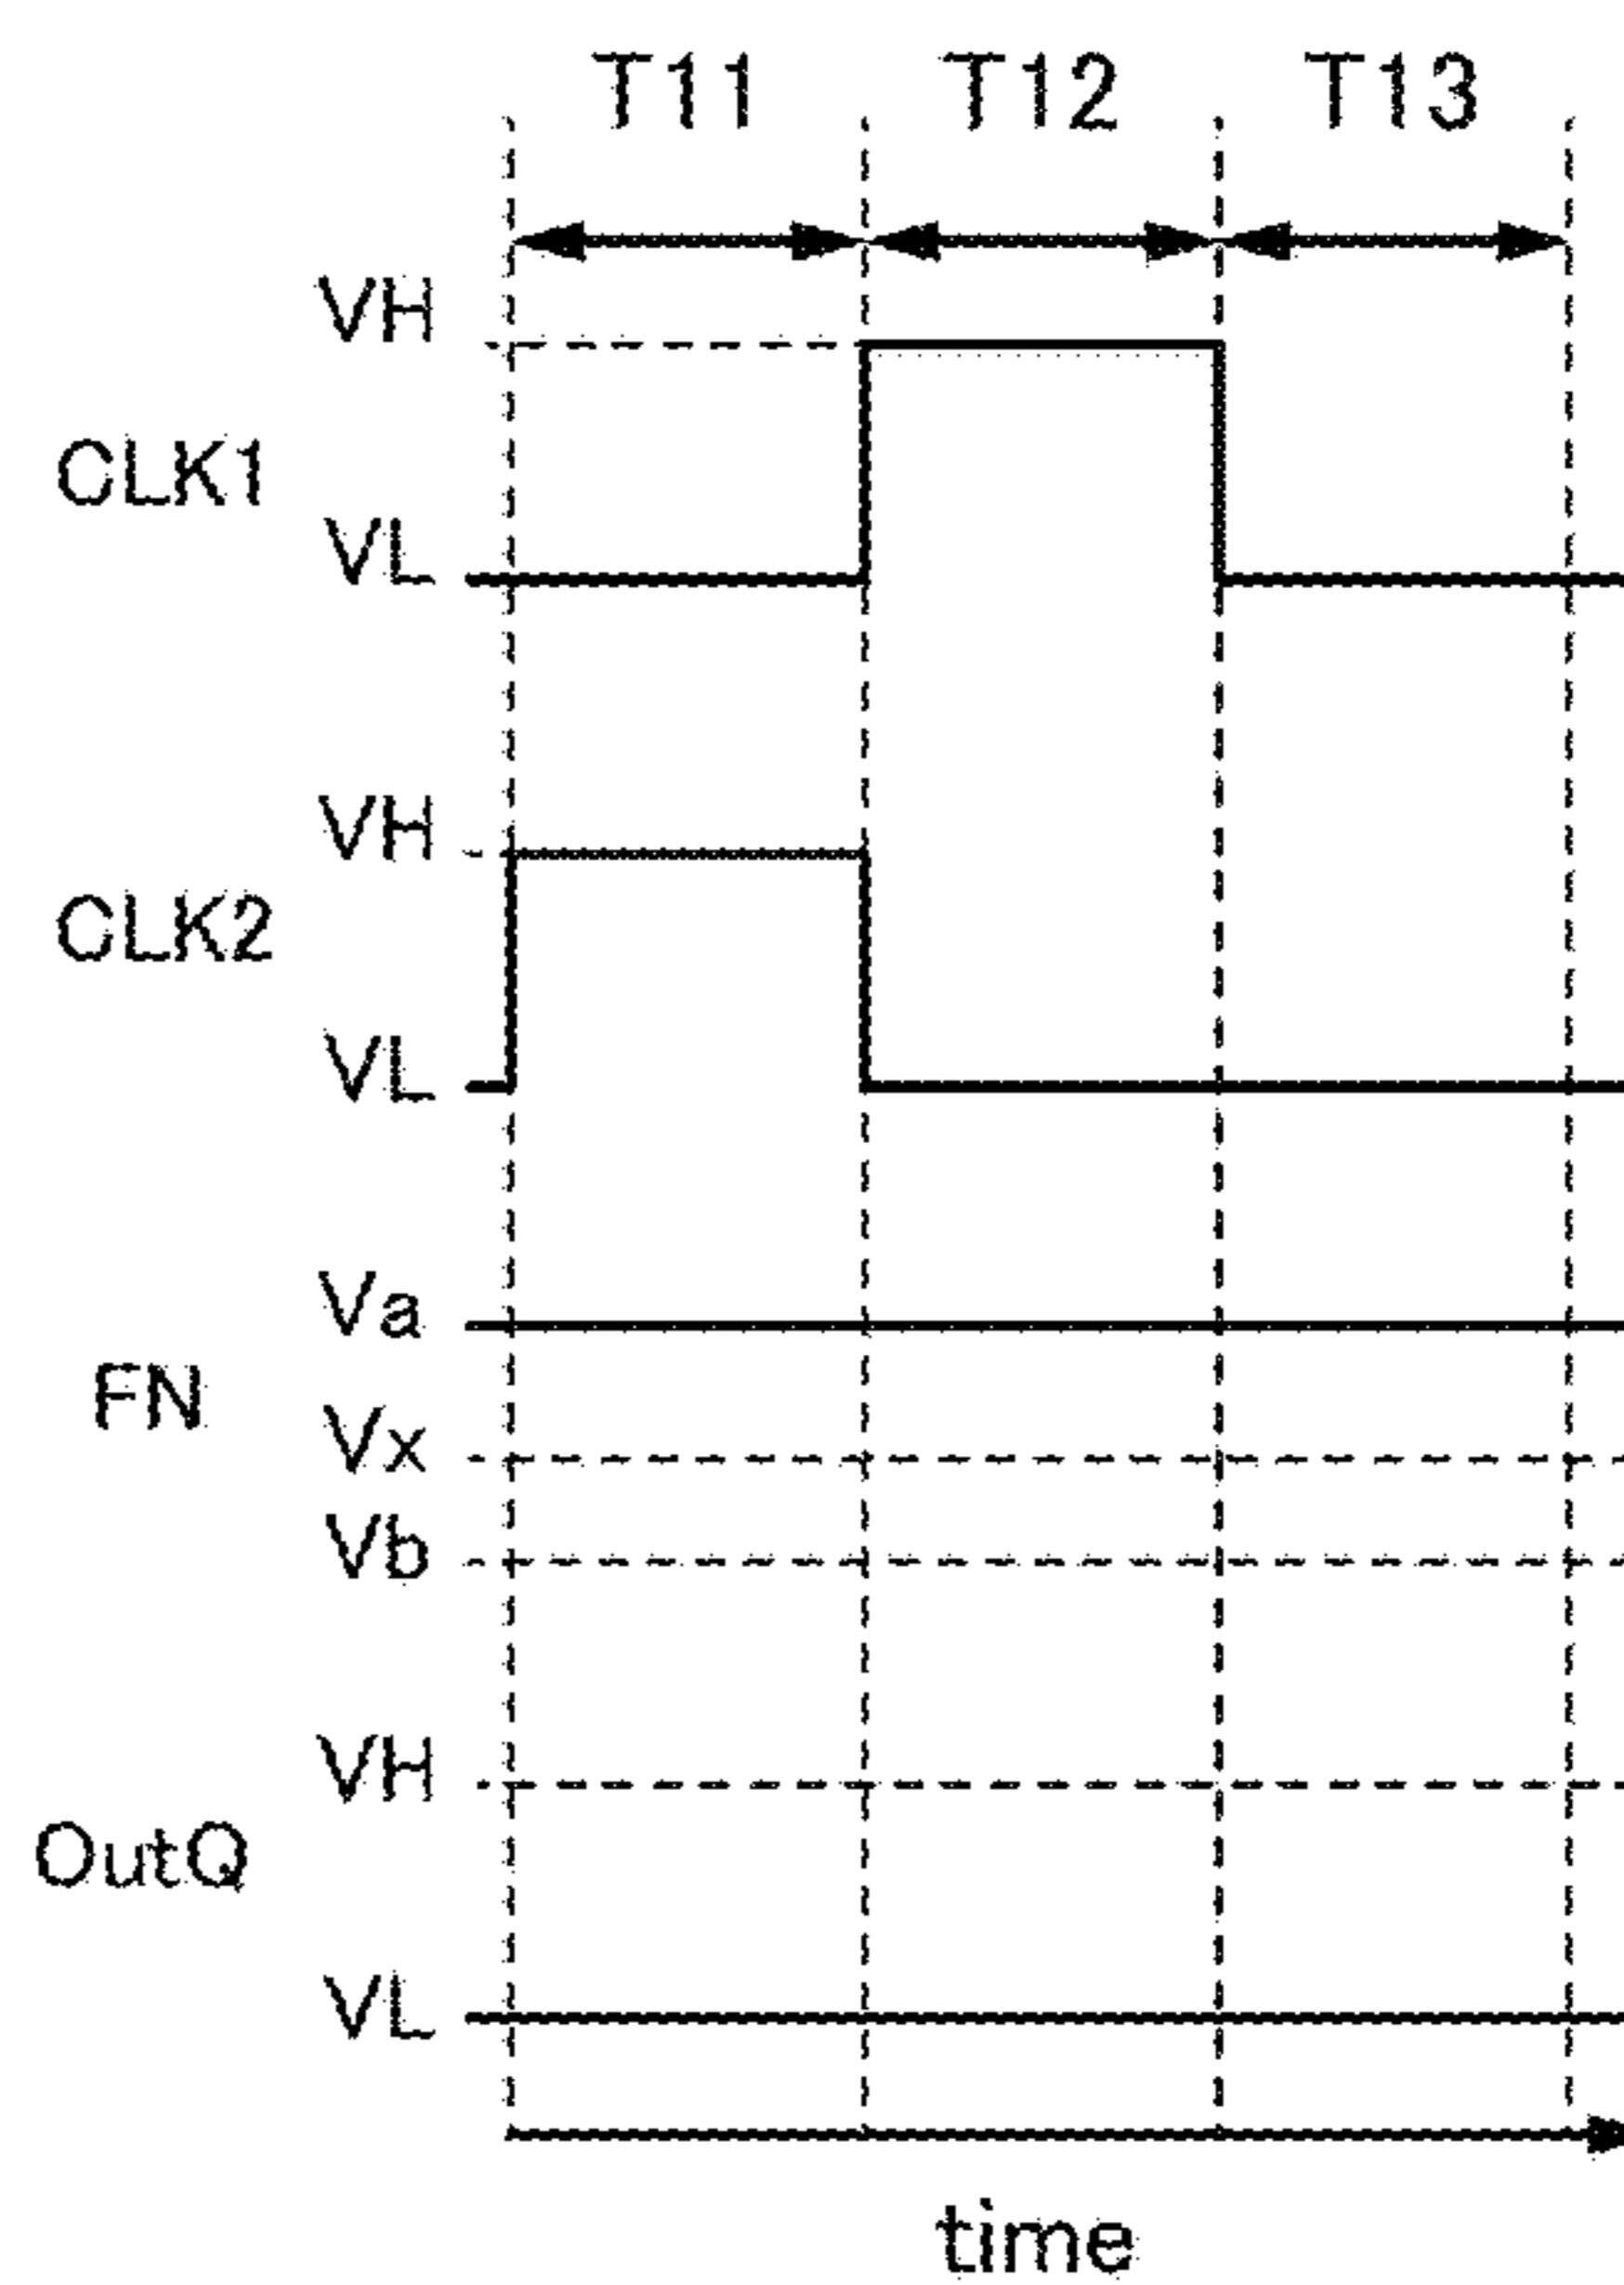 T11 T12 T13
VH
CLK1
VL
VH
CLK2
VL
Va
FN
Vx
Vb
VH
OutQ
VL
time